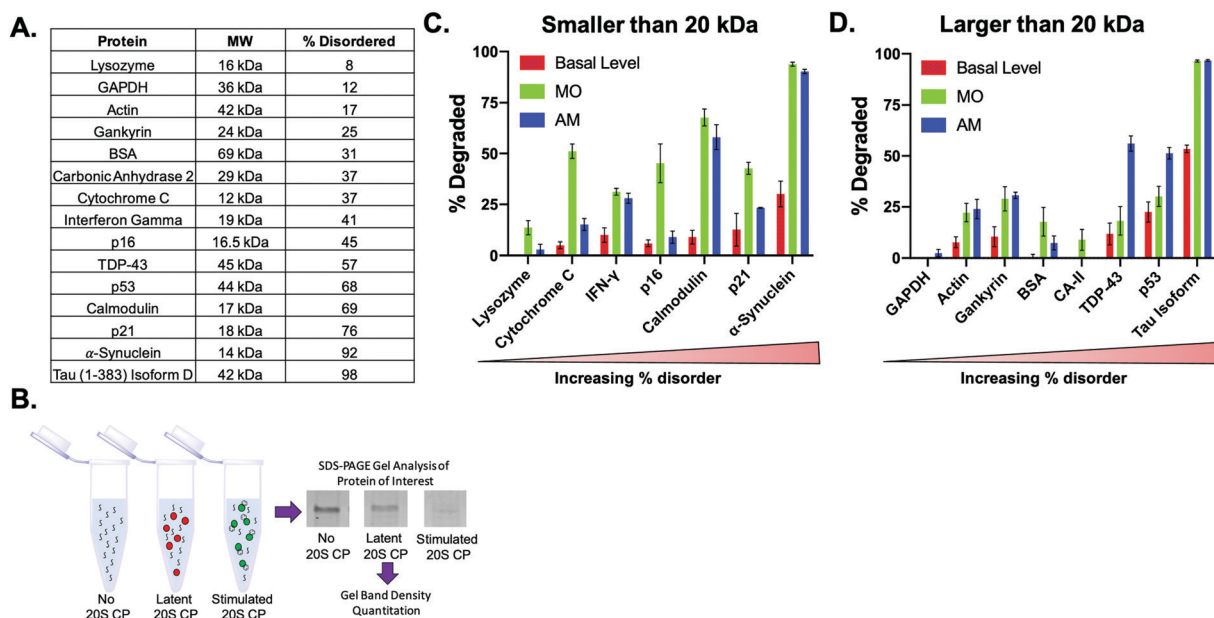 A.
Protein MW % Disordered
Lysozyme 16 kDa 8
GAPDH 36 kDa 12
Actin 42 kDa 17
Gankyrin 24 kDa 25
BSA 69 kDa 31
Carbonic Anhydrase 2 29 kDa 37
Cytochrome C 12 kDa 37
Interferon Gamma 19 kDa 41
p16 16.5 kDa 45
TDP-43 45 kDa 57
p53 44 kDa 68
Calmodulin 17 kDa 69
p21 18 kDa 76
α-Synuclein 14 kDa 92
Tau (1-383) Isoform D 42 kDa 98
B.
No
20S CP
Latent
20S CP
Stimulated
20S CP
SDS-PAGE Gel Analysis of
Protein of Interest
No
20S CP
Latent
20S CP
Stimulated
20S CP
Gel Band Density
Quantitation
C.
Smaller than 20 kDa
% Degraded
100
75
50
25
0
Basal Level
MO
AM
Lysozyme
Cytochrome C
IFN-γ
p16
Calmodulin
p21
α-Synuclein
Increasing % disorder
D.
Larger than 20 kDa
% Degraded
100
75
50
25
0
Basal Level
MO
AM
GAPDH
Actin
Gankyrin
BSA
CA-II
TDP-43
p53
Tau Isoform
Increasing % disorder